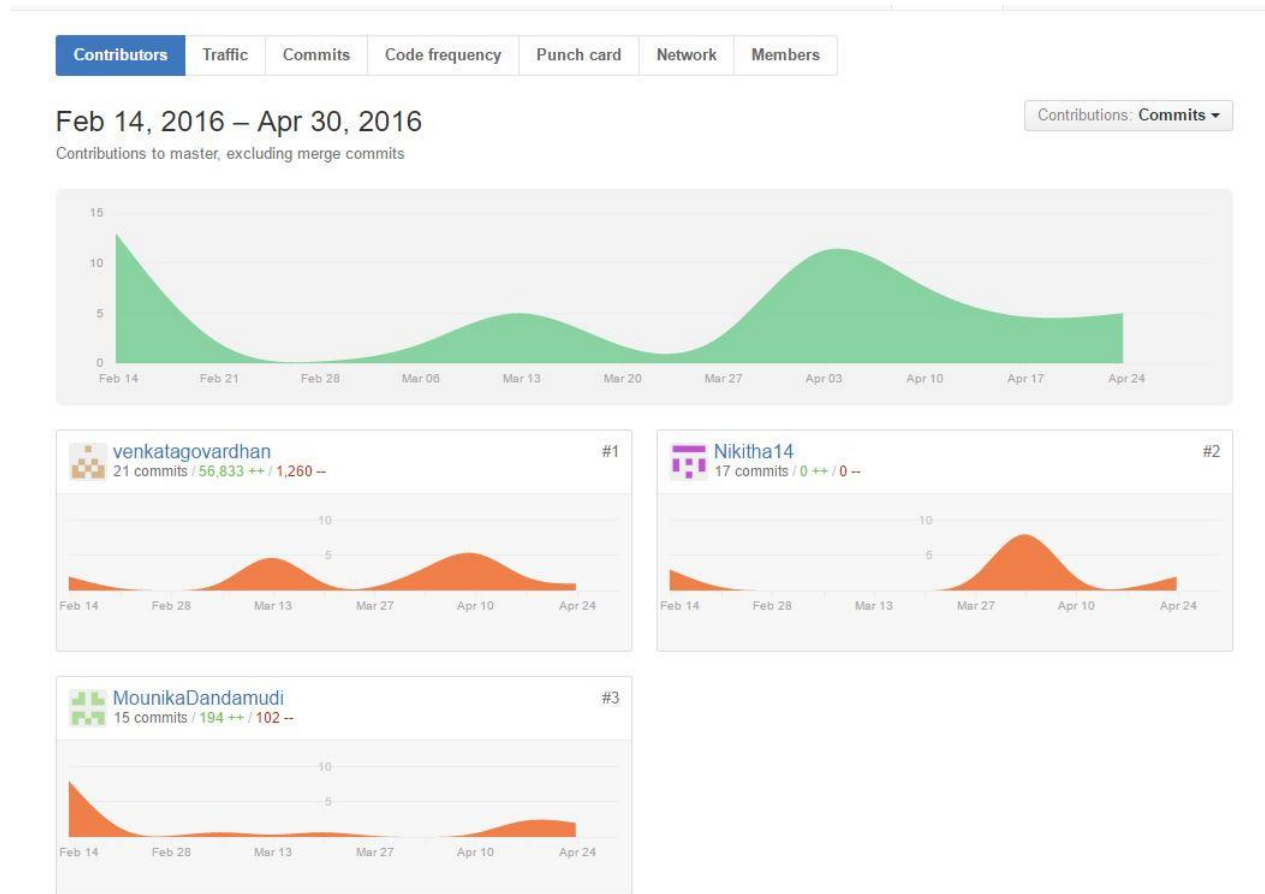 Contributors Traffic Commits Code frequency Punch card Network Members
Feb 14, 2016 – Apr 30, 2016
Contributions: Commits
Contributions to master, excluding merge commits
15
10
5
0
Feb 14 Feb 21 Feb 28 Mar 06 Mar 13 Mar 20 Mar 27 Apr 03 Apr 10 Apr 17 Apr 24
venkatagovardhan #1
21 commits / 56,833 ++ / 1,260 --
10
5
Feb 14 Feb 28 Mar 13 Mar 27 Apr 10 Apr 24
Nikitha14 #2
17 commits / 0 ++ / 0 --
10
5
Feb 14 Feb 28 Mar 13 Mar 27 Apr 10 Apr 24
MounikaDandamudi #3
15 commits / 194 ++ / 102 --
10
5
Feb 14 Feb 28 Mar 13 Mar 27 Apr 10 Apr 24